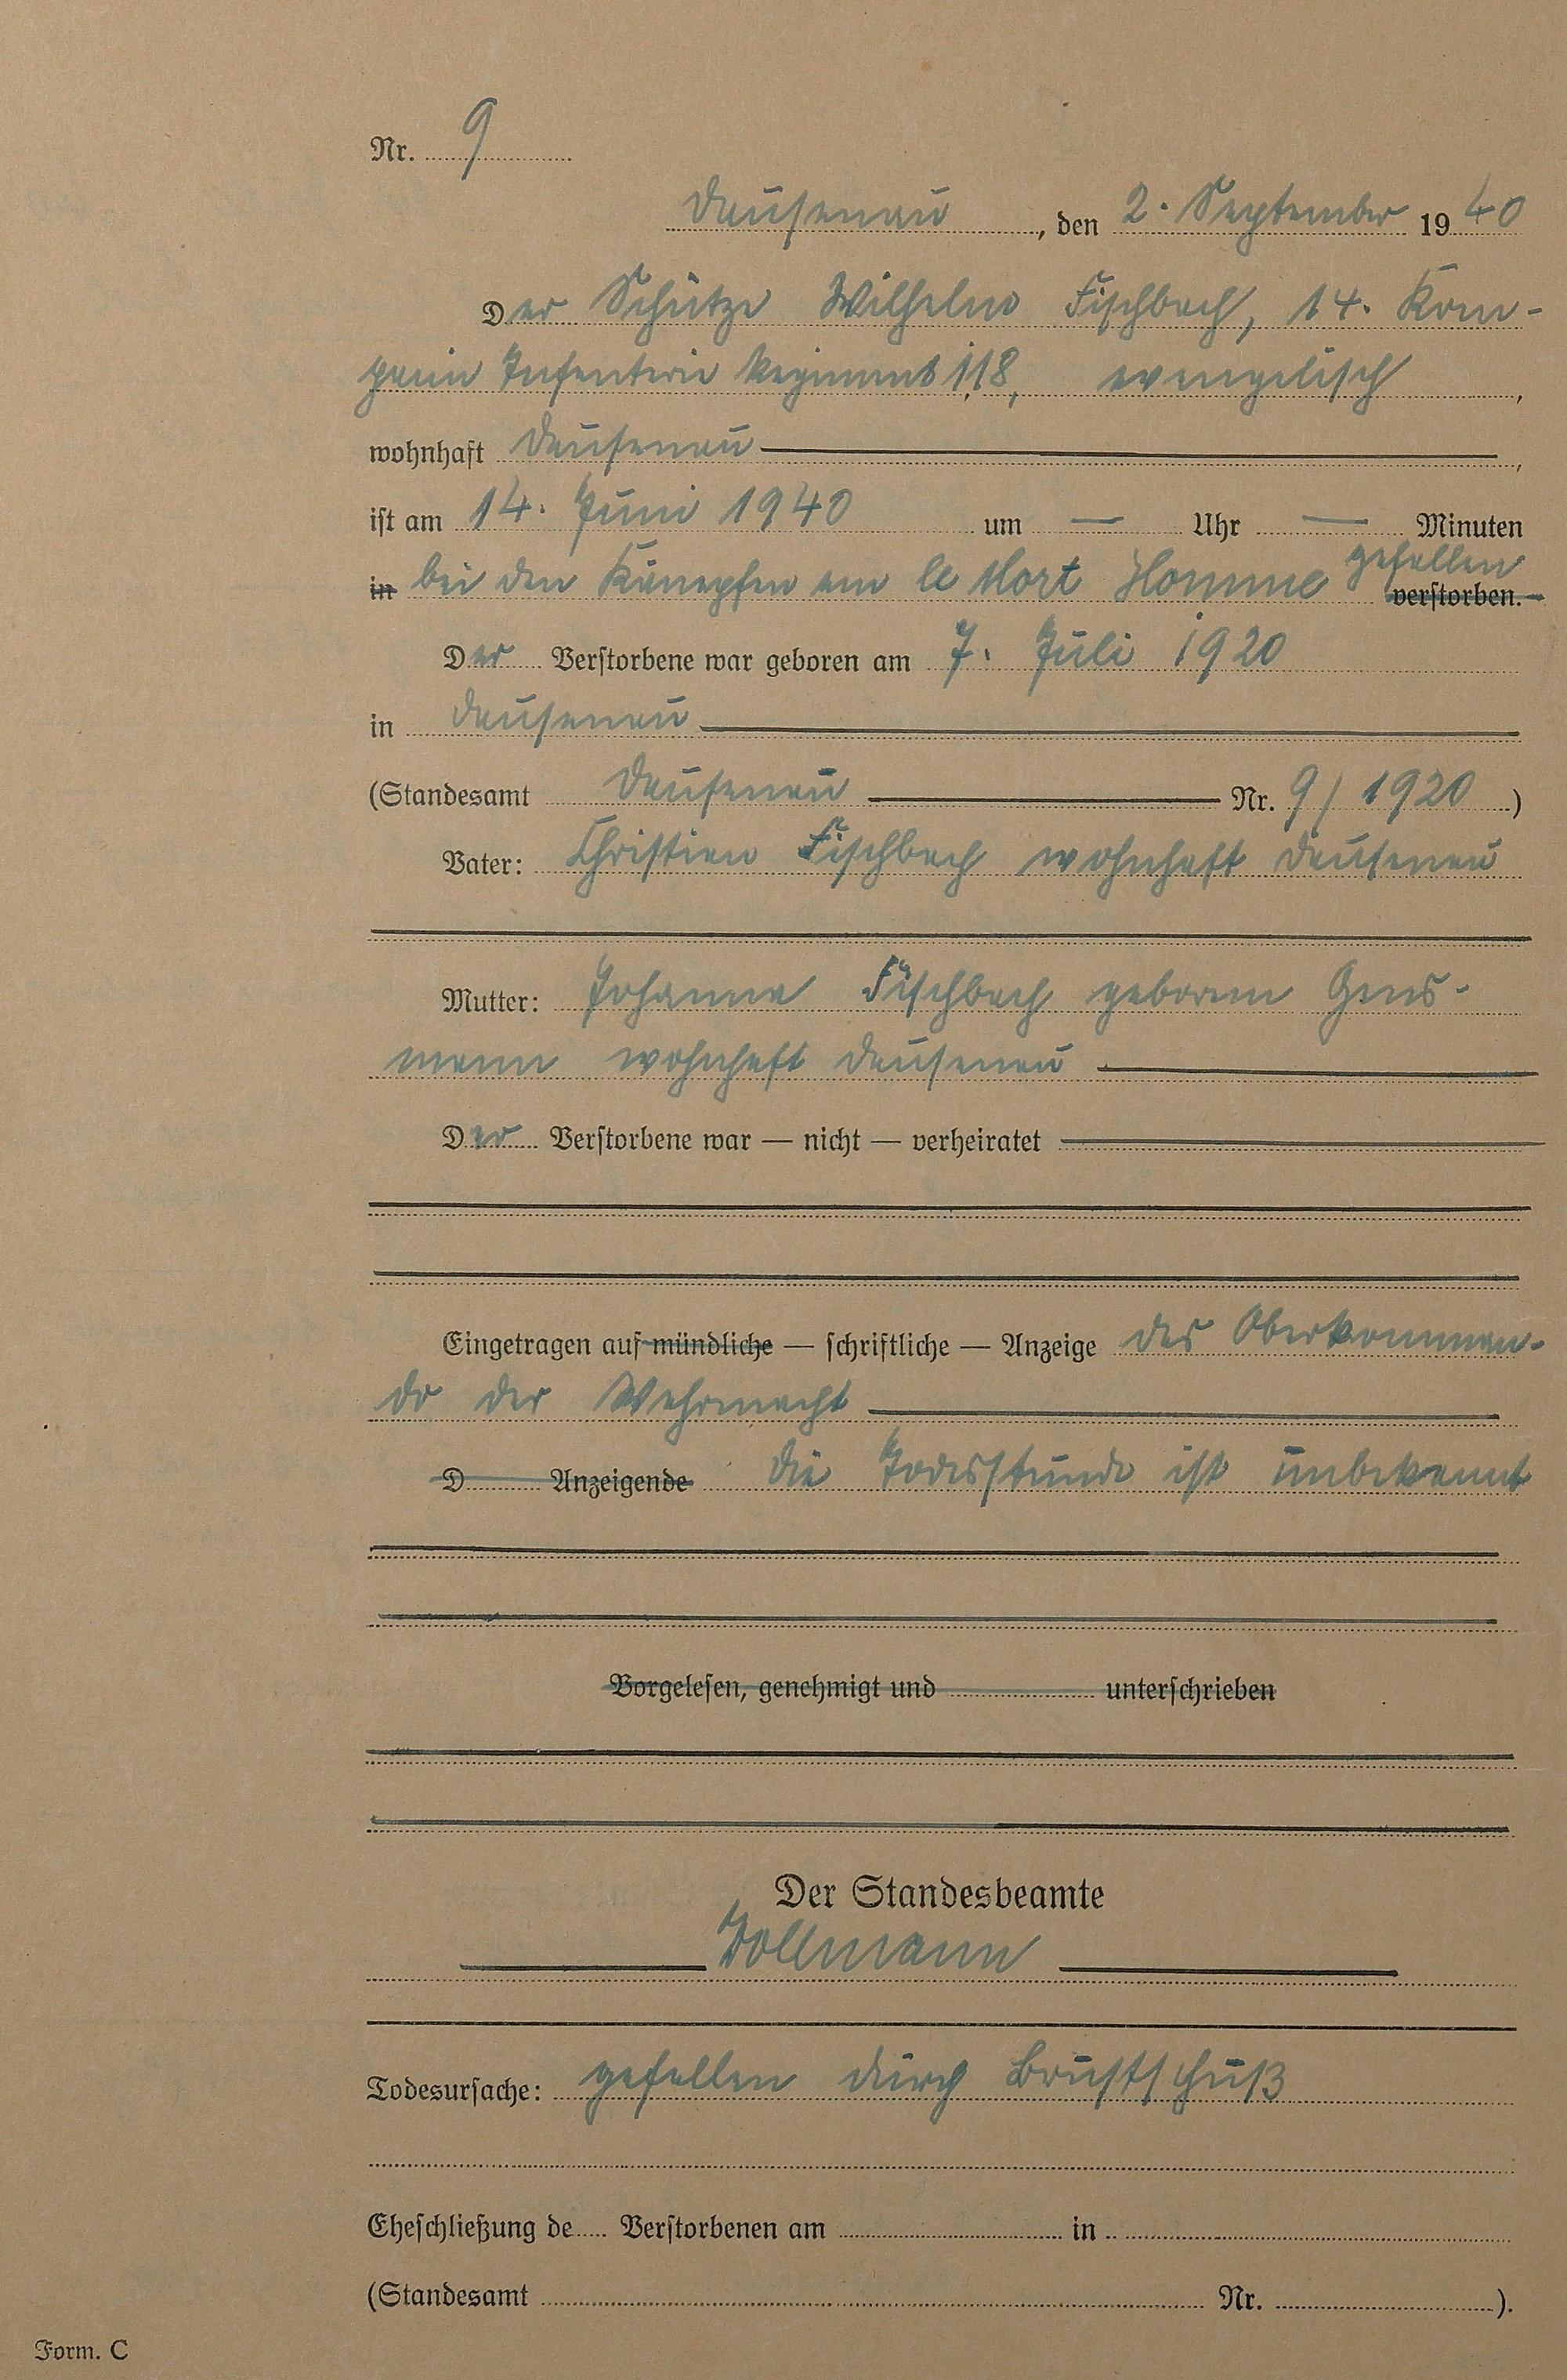 Nr. 9
Dausenau, den 2. September 1940
Der Schütze Wilhelm Fischbach, 14. Kom-
panie Infanterie Regiment 118, evangelisch,
wohnhaft Dausenau,
ist am 14. Juni 1940 um — Uhr — Minuten
gefallen
in bei den Kämpfen am le Mort Homme verstorben.
Der Verstorbene war geboren am 7. Juli 1920
in Dausenau
(Standesamt Dausenau Nr. 9/1920)
Vater: Christian Fischbach wohnhaft Dausenau
Mutter: Johanna Fischbach geborene Gens-
mann wohnhaft Dausenau
Der Verstorbene war — nicht — verheiratet
Eingetragen auf mündliche — schriftliche — Anzeige des Oberkomman-
do der Wehrmacht
D Anzeigende Die Todesstunde ist unbekannt
Vorgelesen, genehmigt und unterschrieben
Der Standesbeamte
Todesursache: gefallen durch Brustschuß
Eheschließung de Verstorbenen am in
(Standesamt Nr. ).
Form. C